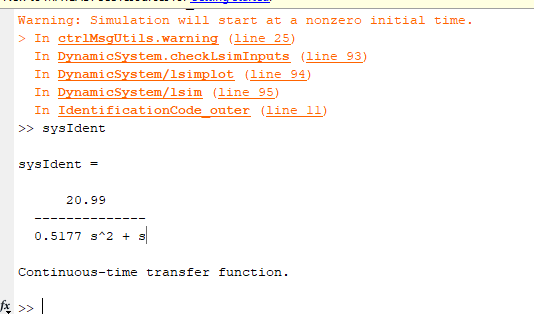 Warning: Simulation will start at a nonzero initial time.
> In ctrlMsgUtils.warning (line 25)
In DynamicSystem.checkLsimInputs (line 93)
In DynamicSystem/lsimplot (line 94)
In DynamicSystem/lsim (line 95)
In IdentificationCode_outer (line 11)
>> sysIdent
sysIdent =
20.99
--------------
0.5177 s^2 + s
Continuous-time transfer function.
fx >>